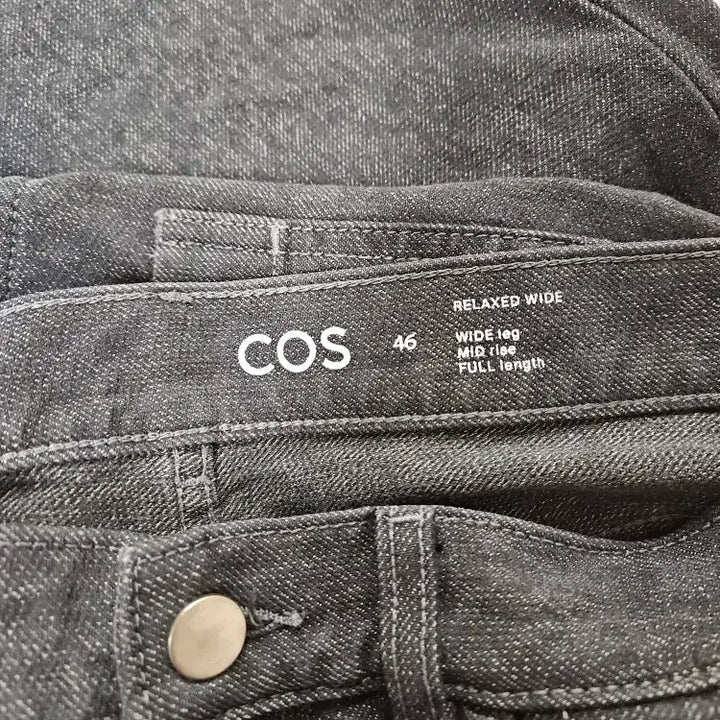 COS
46
RELAXED WIDE
WIDE leg
MID rise
FULL length